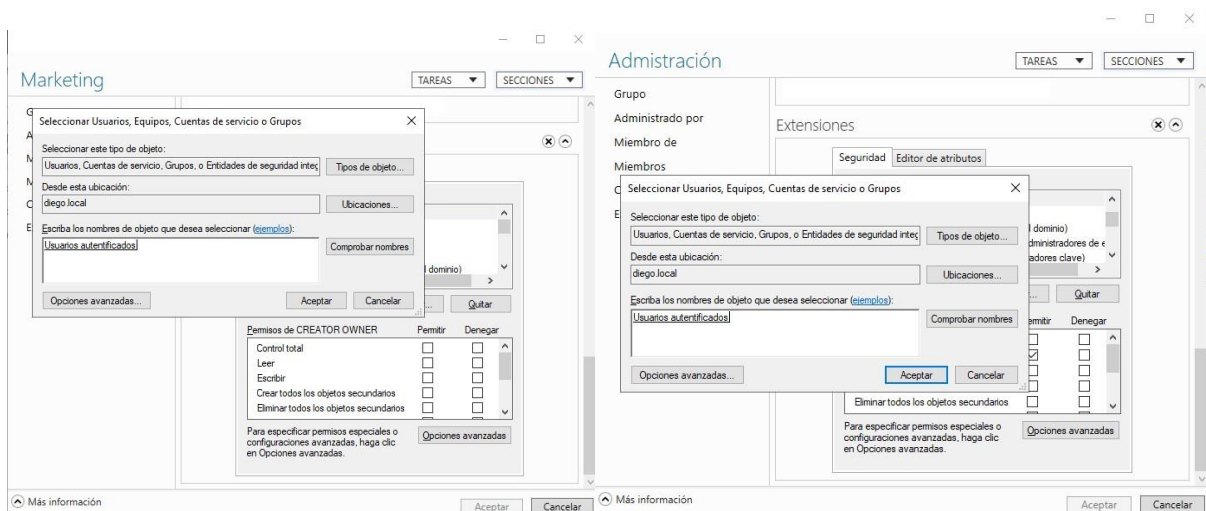 Marketing
TAREAS
SECCIONES
Seleccionar Usuarios, Equipos, Cuentas de servicio o Grupos
Seleccionar este tipo de objeto:
Usuarios, Cuentas de servicio, Grupos, o Entidades de seguridad integ
Tipos de objeto...
Desde esta ubicación:
diego.local
Ubicaciones...
Escriba los nombres de objeto que desea seleccionar (ejemplos):
Usuarios autentificados
Comprobar nombres
Opciones avanzadas...
Aceptar
Cancelar
l dominio)
...
Quitar
Permisos de CREATOR OWNER
Permitir
Denegar
Control total
Leer
Escribir
Crear todos los objetos secundarios
Eliminar todos los objetos secundarios
Para especificar permisos especiales o
configuraciones avanzadas, haga clic
en Opciones avanzadas.
Opciones avanzadas
Más información
Aceptar
Cancelar
Admistración
TAREAS
SECCIONES
Grupo
Administrado por
Miembro de
Miembros
Extensiones
Seguridad
Editor de atributos
Seleccionar Usuarios, Equipos, Cuentas de servicio o Grupos
Seleccionar este tipo de objeto:
Usuarios, Cuentas de servicio, Grupos, o Entidades de seguridad integ
Tipos de objeto...
Desde esta ubicación:
diego.local
Ubicaciones...
Escriba los nombres de objeto que desea seleccionar (ejemplos):
Usuarios autentificados
Comprobar nombres
Opciones avanzadas...
Aceptar
Cancelar
l dominio)
dministradores de e
adores clave)
...
Quitar
ermitir
Denegar
Eliminar todos los objetos secundarios
Para especificar permisos especiales o
configuraciones avanzadas, haga clic
en Opciones avanzadas.
Opciones avanzadas
Más información
Aceptar
Cancelar